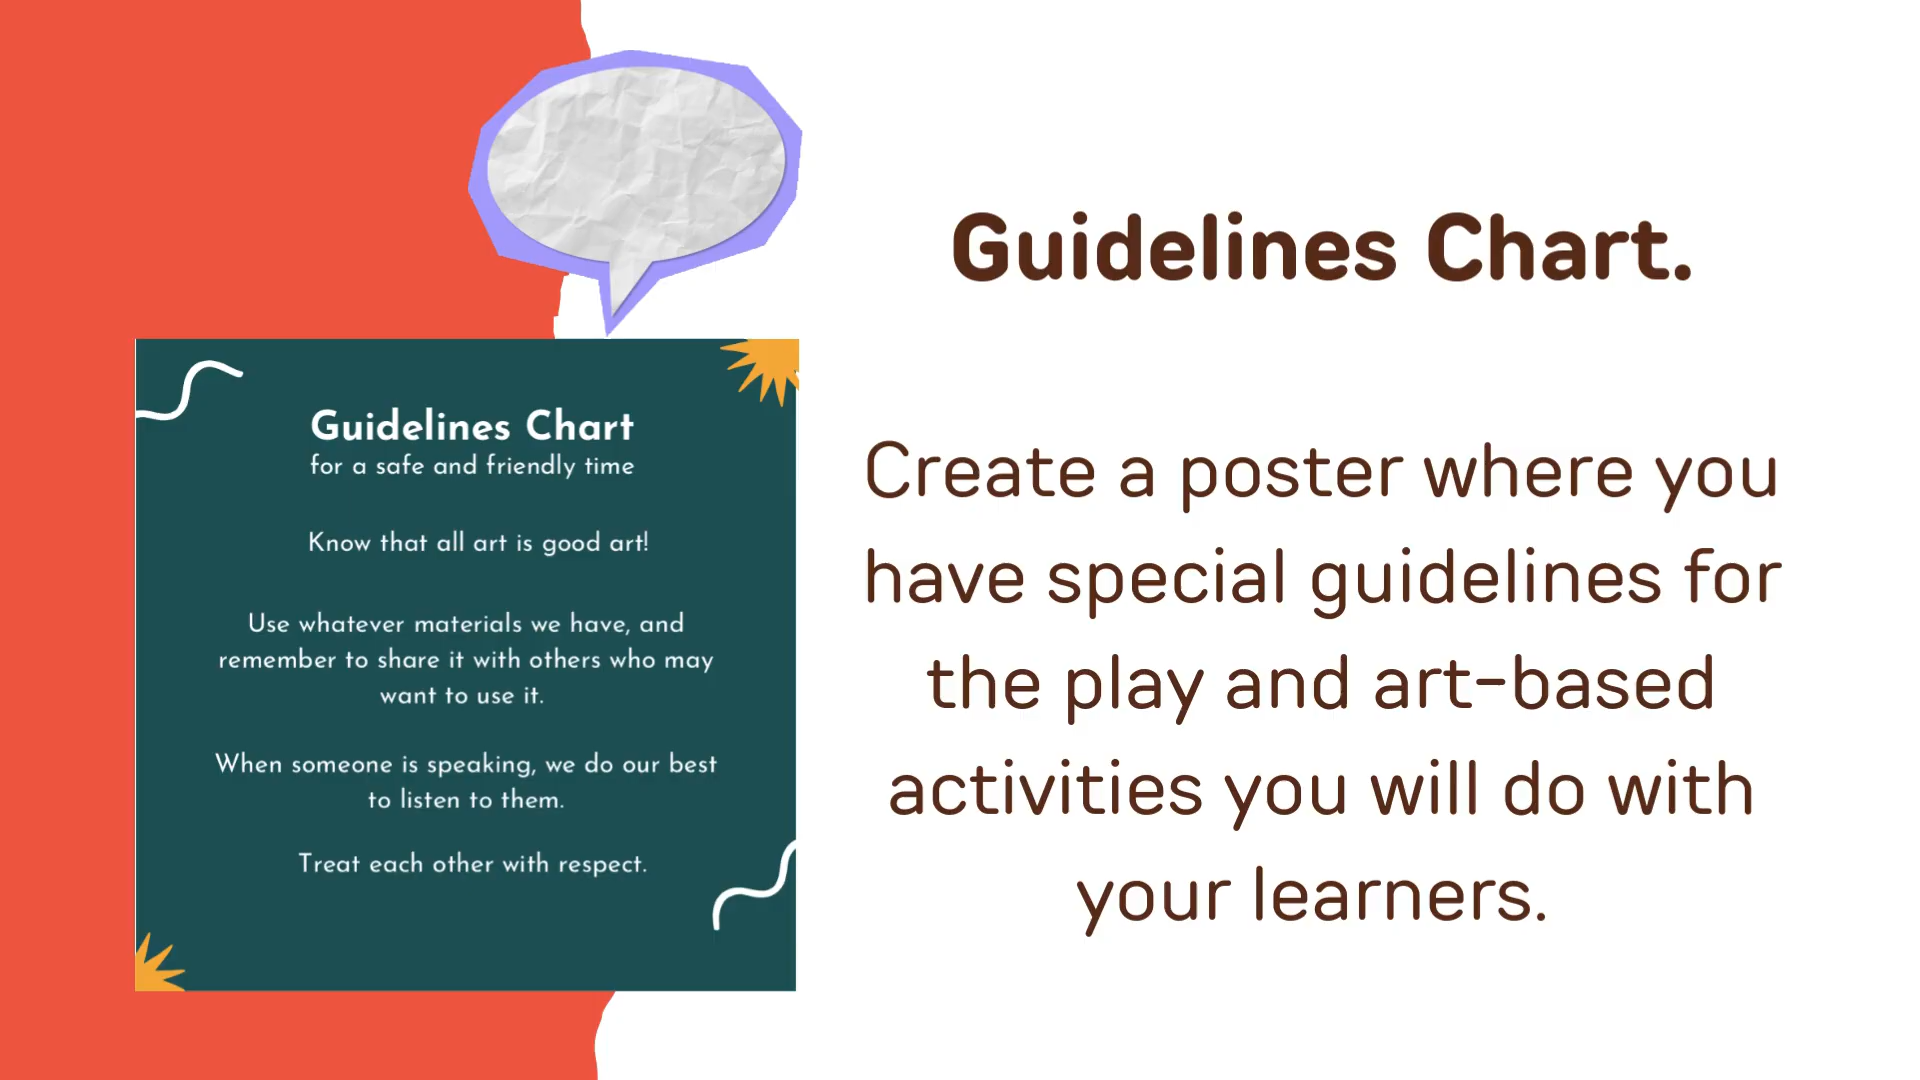 Guidelines Chart
for a safe and friendly time
Know that all art is good art!
Use whatever materials we have, and
remember to share it with others who may
want to use it.
When someone is speaking, we do our best
to listen to them.
Treat each other with respect.
Guidelines Chart.
Create a poster where you
have special guidelines for
the play and art-based
activities you will do with
your learners.